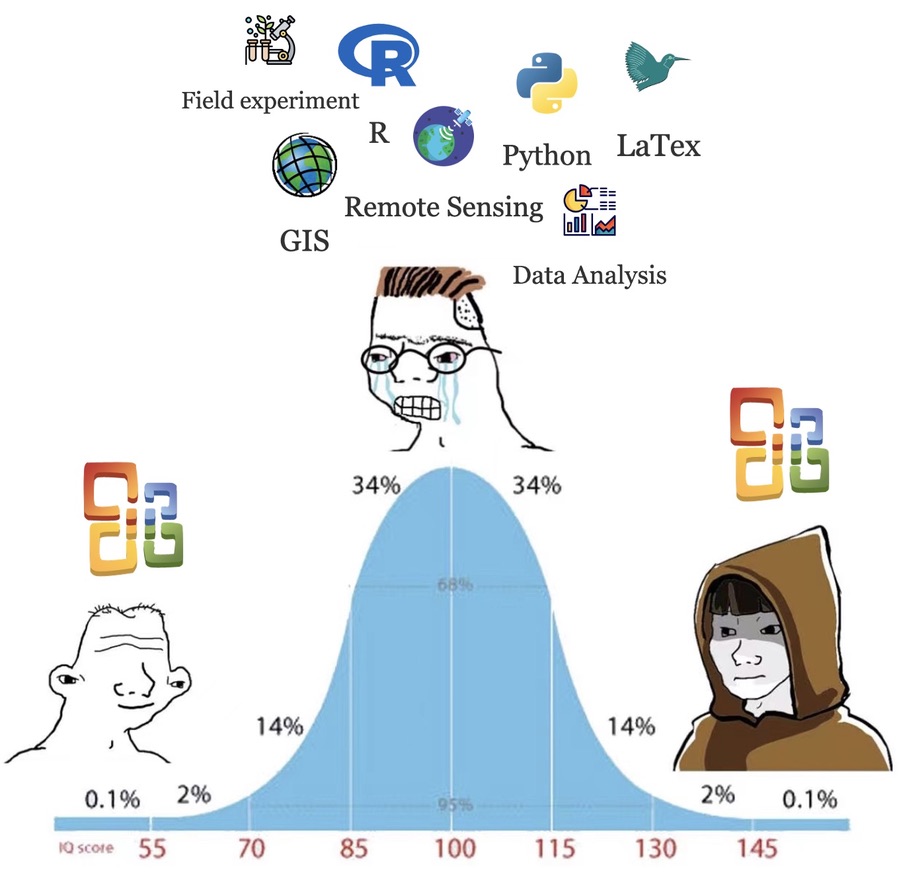 Field experiment
R
Python
LaTex
Remote Sensing
GIS
Data Analysis
34%
34%
68%
14%
14%
0.1%
2%
95%
2%
0.1%
IQ score 55 70 85 100 115 130 145